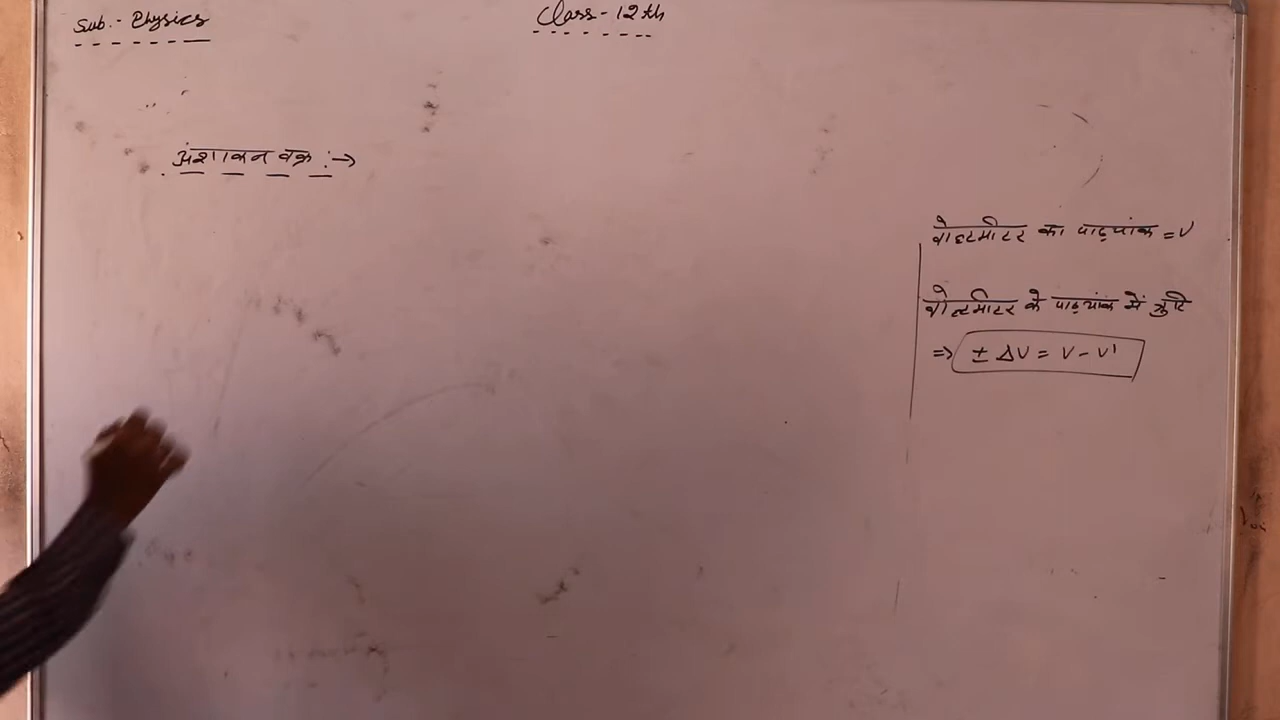 Sub.- Physics
Class - 12th
अंशाकन वक्र :→
वोल्टमीटर का पाठ्यांक = V
वोल्टमीटर के पाठ्यांक में त्रुटि
⇒ ± ΔV = V - V'